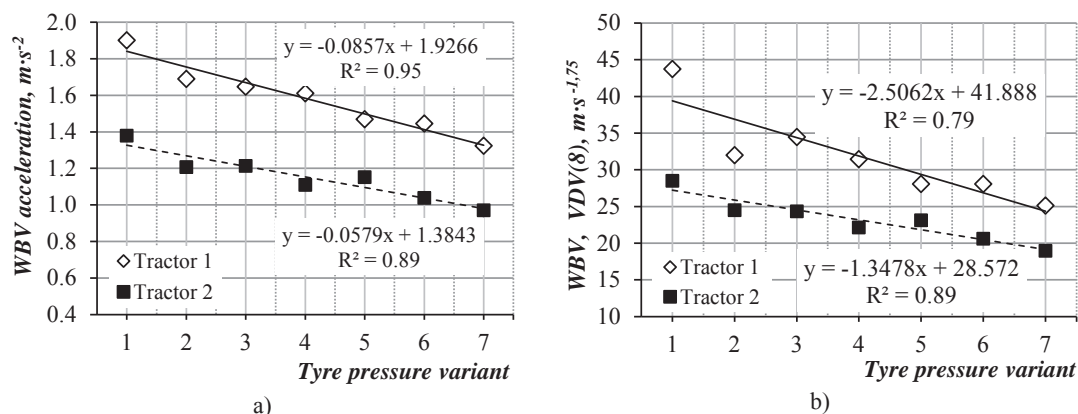 WBV acceleration, m·s⁻²
2.0
1.8
1.6
1.4
1.2
1.0
0.8
0.6
0.4
y = -0.0857x + 1.9266
R² = 0.95
y = -0.0579x + 1.3843
R² = 0.89
Tractor 1
Tractor 2
1 2 3 4 5 6 7
Tyre pressure variant
a)
WBV, VDV(8), m·s⁻¹,⁷⁵
50
45
40
35
30
25
20
15
10
y = -2.5062x + 41.888
R² = 0.79
y = -1.3478x + 28.572
R² = 0.89
Tractor 1
Tractor 2
1 2 3 4 5 6 7
Tyre pressure variant
b)